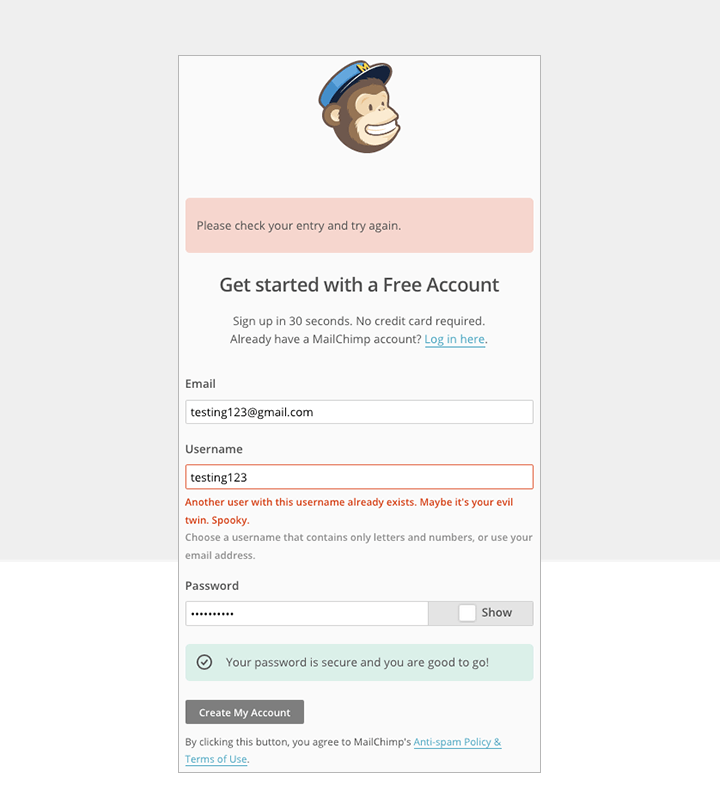 Please check your entry and try again.
Get started with a Free Account
Sign up in 30 seconds. No credit card required.
Already have a MailChimp account? Log in here.
Email
testing123@gmail.com
Username
testing123
Another user with this username already exists. Maybe it's your evil
twin. Spooky.
Choose a username that contains only letters and numbers, or use your
email address.
Password
••••••••••
Show
Your password is secure and you are good to go!
Create My Account
By clicking this button, you agree to MailChimp's Anti-spam Policy &
Terms of Use.